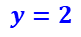 y = 2